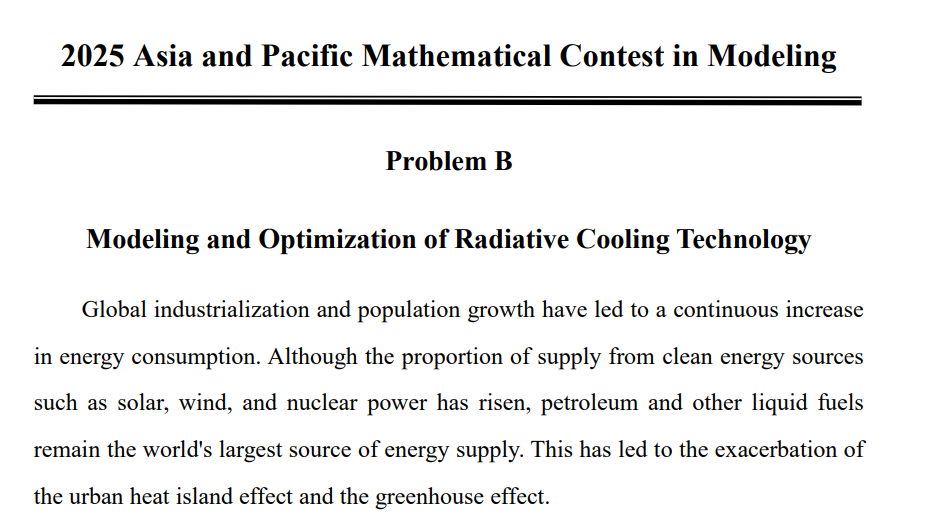 2025 Asia and Pacific Mathematical Contest in Modeling
Problem B
Modeling and Optimization of Radiative Cooling Technology
Global industrialization and population growth have led to a continuous increase
in energy consumption. Although the proportion of supply from clean energy sources
such as solar, wind, and nuclear power has risen, petroleum and other liquid fuels
remain the world's largest source of energy supply. This has led to the exacerbation of
the urban heat island effect and the greenhouse effect.